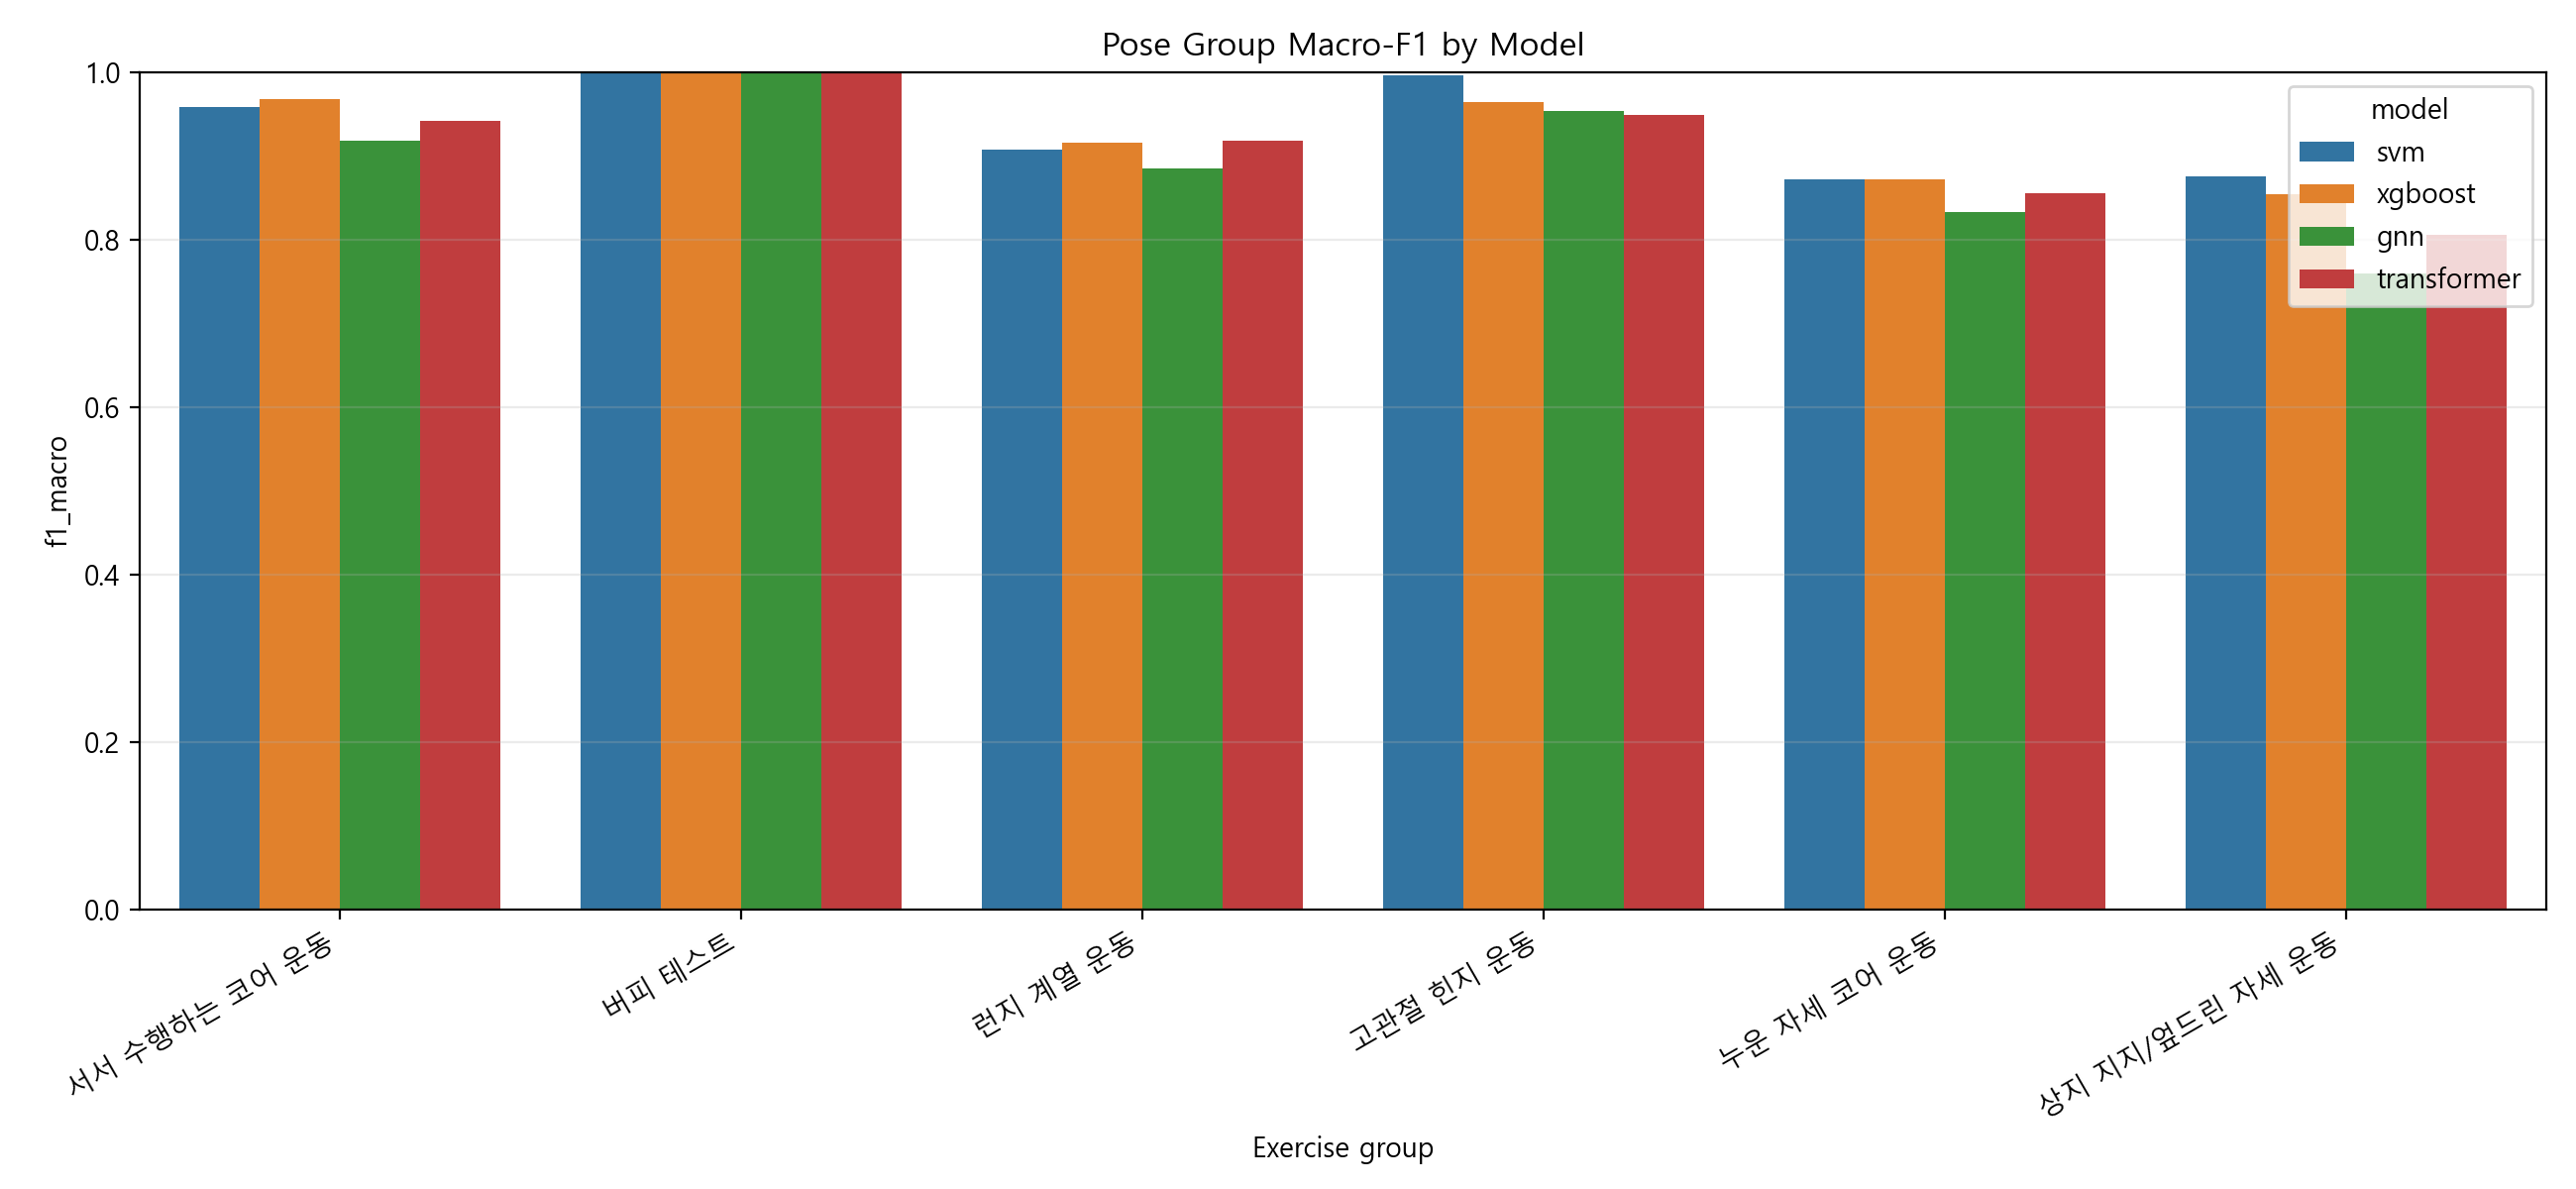 Pose Group Macro-F1 by Model
1.0
0.8
0.6
0.4
0.2
0.0
f1_macro
model
svm
xgboost
gnn
transformer
서서 수행하는 코어 운동
버피 테스트
런지 계열 운동
고관절 힌지 운동
누운 자세 코어 운동
상지 지지/엎드린 자세 운동
Exercise group